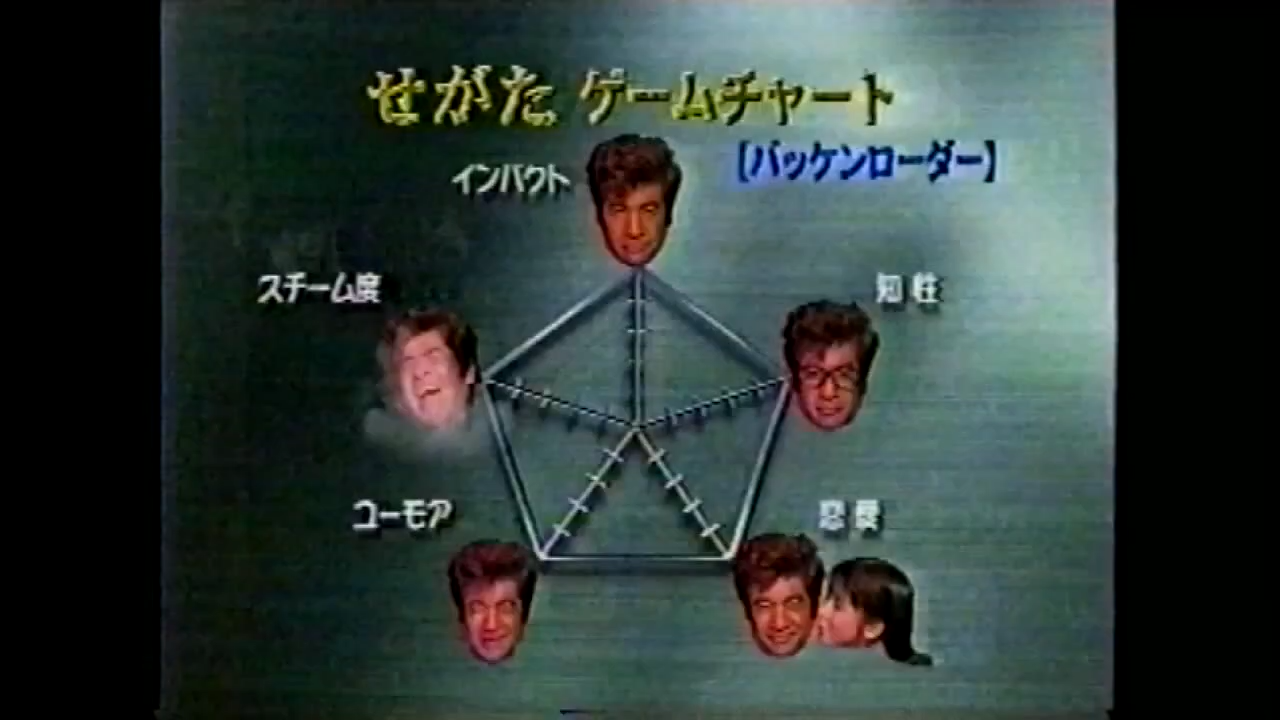 せがた ゲームチャート
【バッケンローダー】
インパクト
スチーム度
知性
ユーモア
恋愛